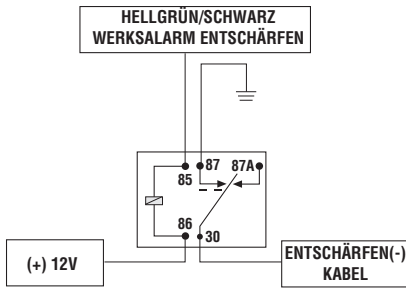 HELLGRÜN/SCHWARZ
WERKSALARM ENTSCHÄRFEN
87 87A
85
86
30
(+) 12V
ENTSCHÄRFEN(-)
KABEL